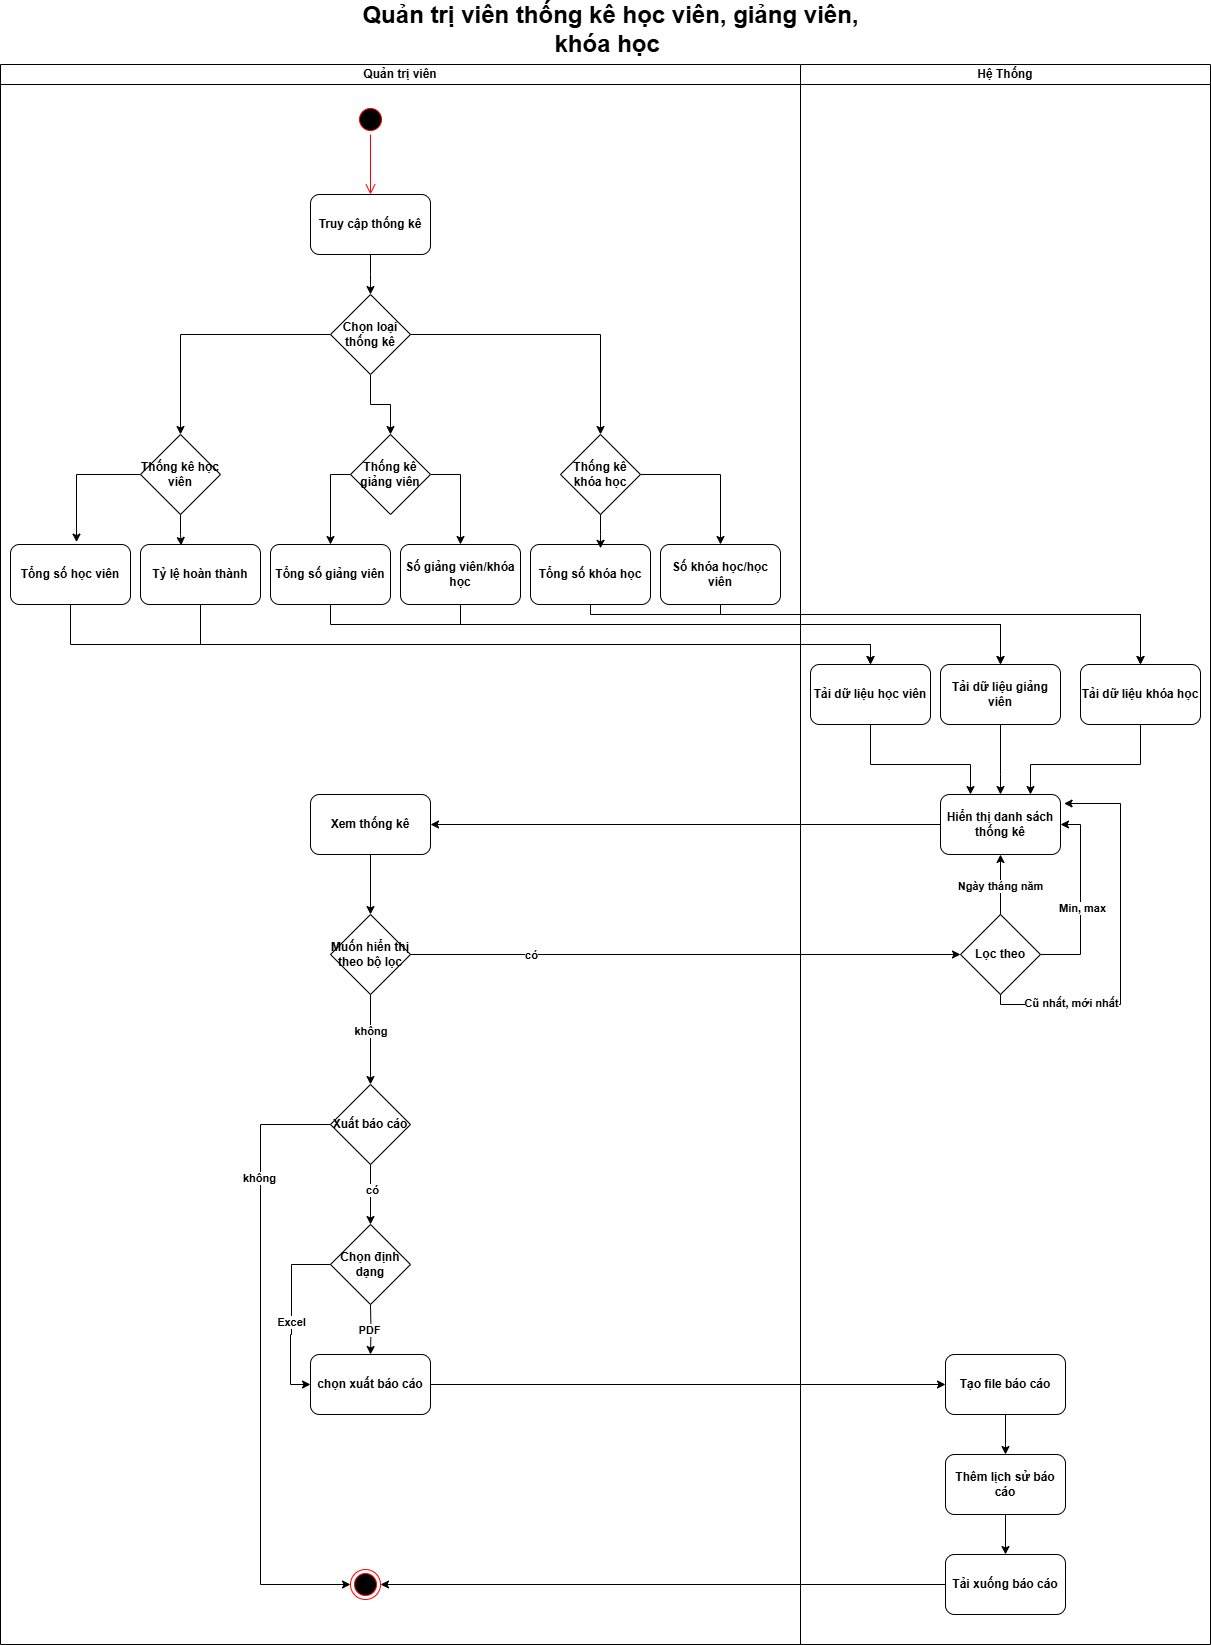 Quản trị viên thống kê học viên, giảng viên,
khóa học
Quản trị viên
Hệ Thống
Truy cập thống kê
Chọn loại
thống kê
Thống kê học
viên
Thống kê
giảng viên
Thống kê
khóa học
Tổng số học viên
Tỷ lệ hoàn thành
Tổng số giảng viên
Số giảng viên/khóa
học
Tổng số khóa học
Số khóa học/học
viên
Tải dữ liệu học viên
Tải dữ liệu giảng
viên
Tải dữ liệu khóa học
Xem thống kê
Hiển thị danh sách
thống kê
Ngày tháng năm
Min, max
Muốn hiển thị
theo bộ lọc
có
Lọc theo
Cũ nhất, mới nhất
không
Xuất báo cáo
không
có
Chọn định
dạng
Excel
PDF
chọn xuất báo cáo
Tạo file báo cáo
Thêm lịch sử báo
cáo
Tải xuống báo cáo